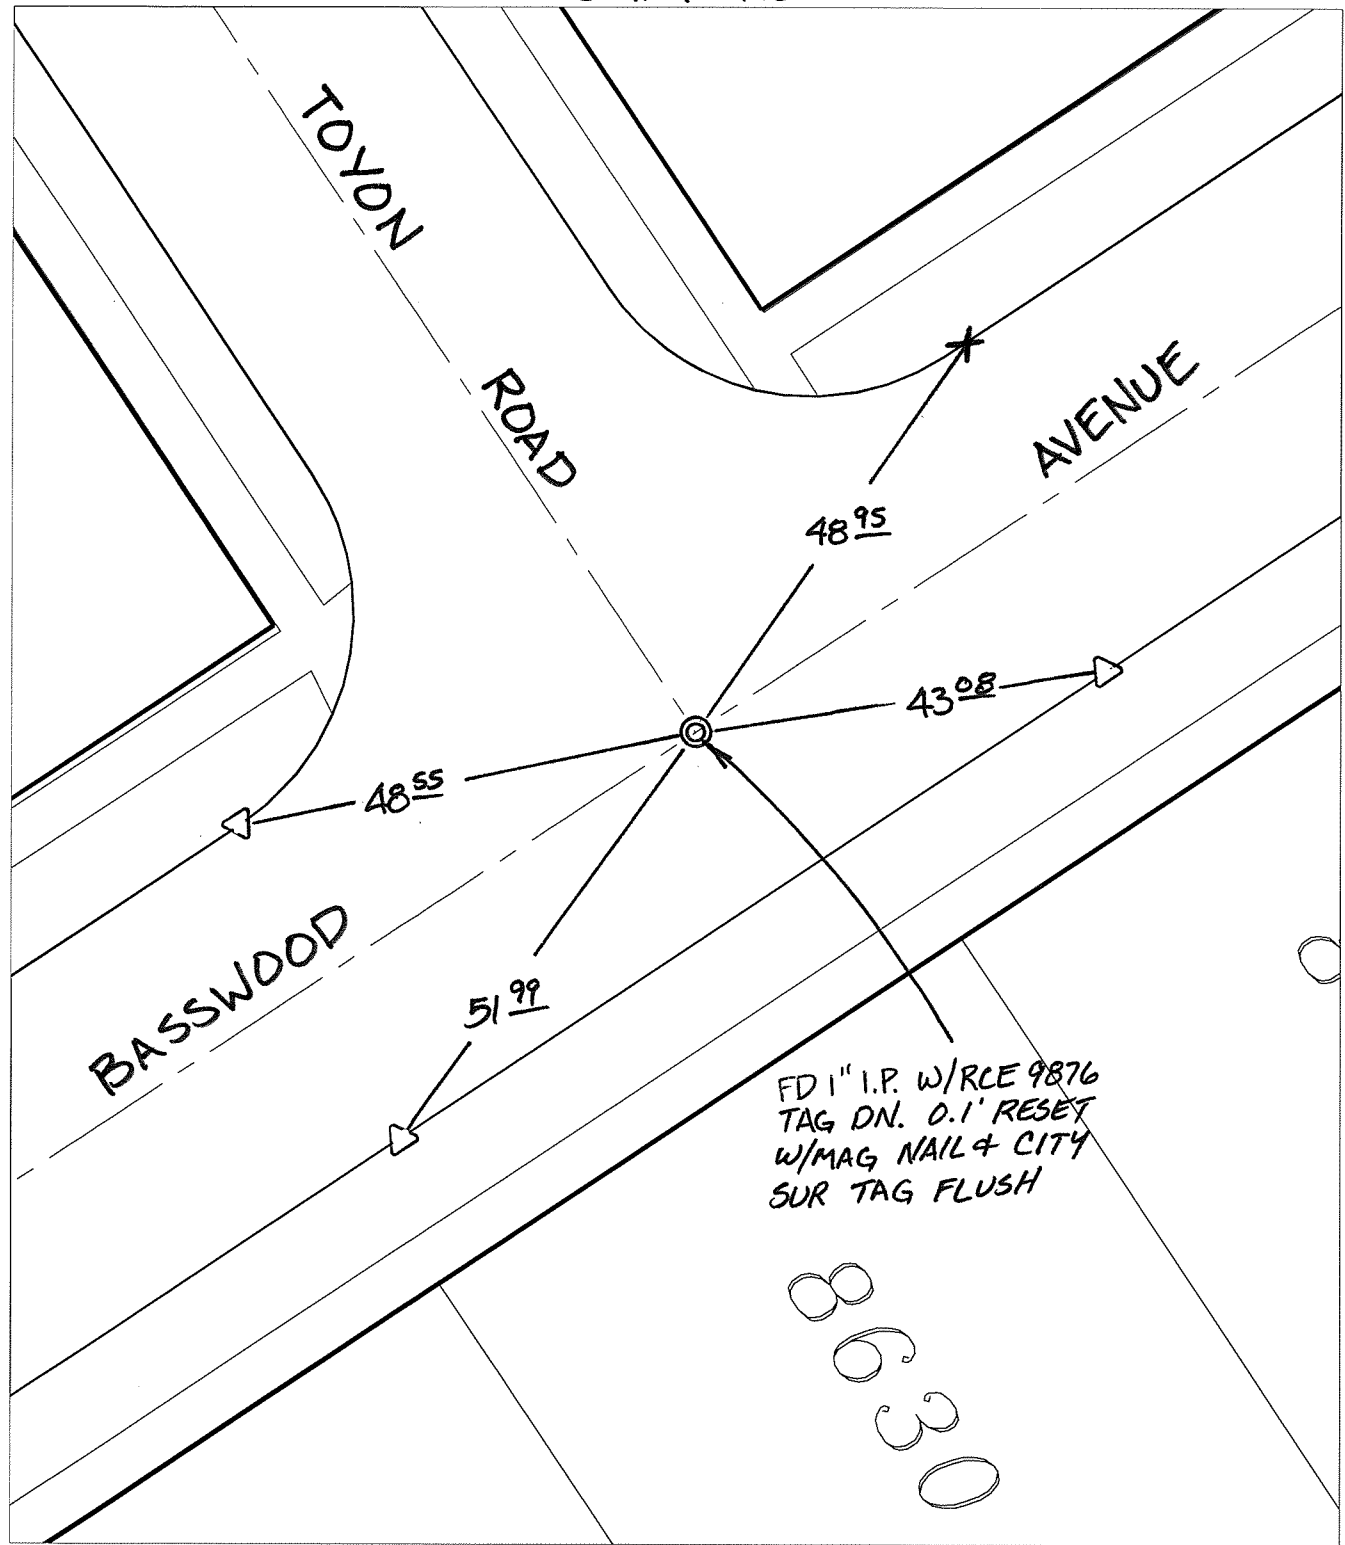 TOYON
ROAD
AVENUE
48 95
43 08
48 55
BASSWOOD
51 99
FD 1" I.P. W/RCE 9876
TAG DN. 0.1' RESET
W/MAG NAIL & CITY
SUR TAG FLUSH
8630